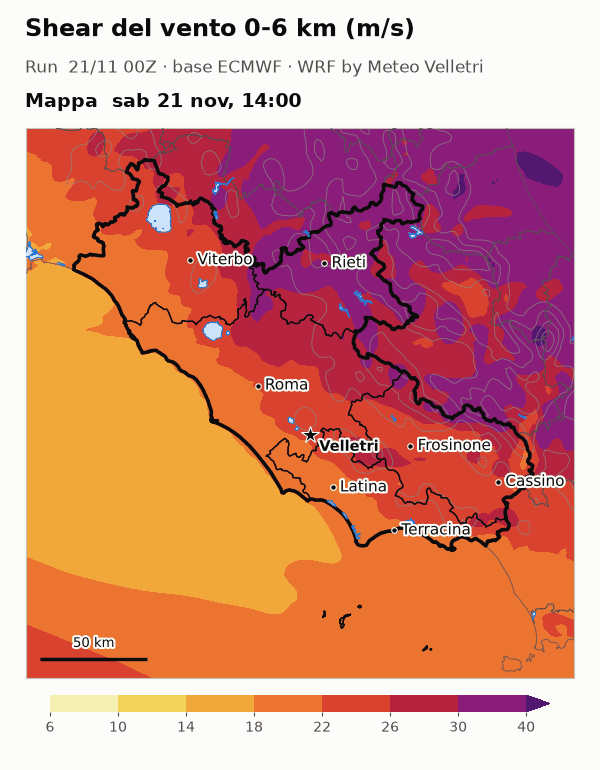 Shear del vento 0-6 km (m/s)
Run 21/11 00Z · base ECMWF · WRF by Meteo Velletri
Mappa sab 21 nov, 14:00
Viterbo
Rieti
Roma
Velletri
Frosinone
Latina
Cassino
Terracina
50 km
6 10 14 18 22 26 30 40